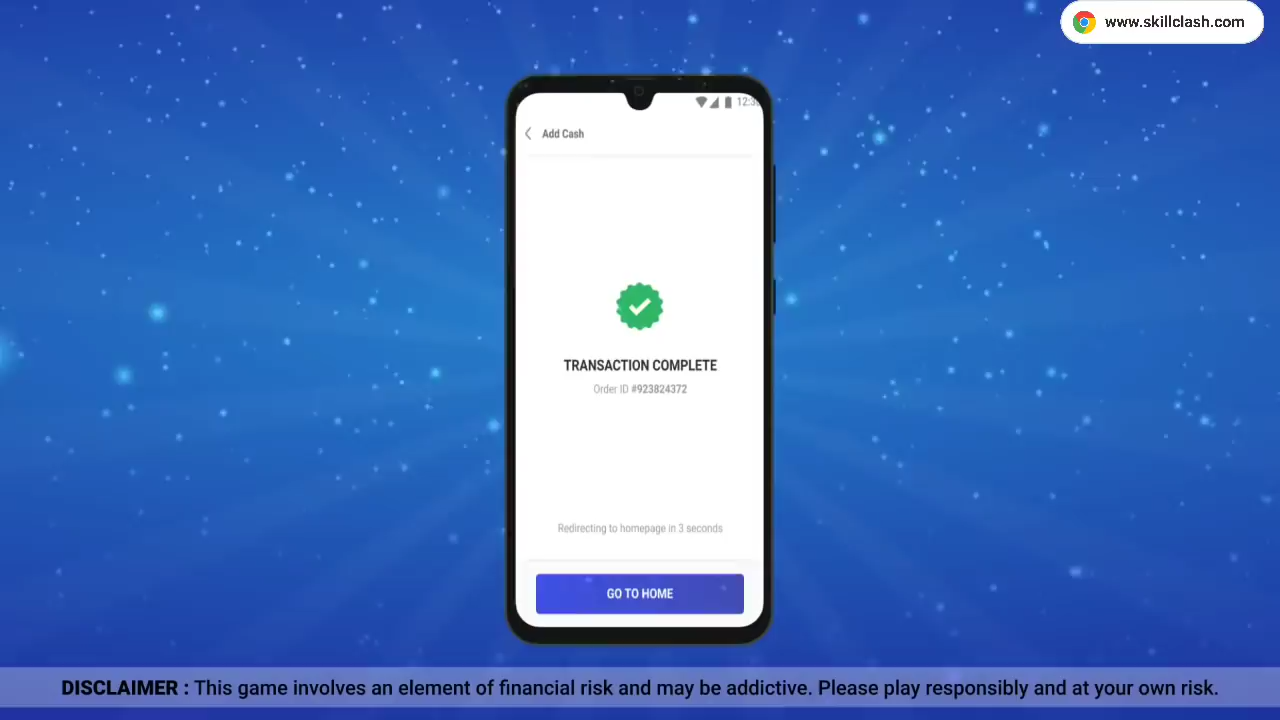 www.skillclash.com
Add Cash
TRANSACTION COMPLETE
Order ID #923824372
Redirecting to homepage in 3 seconds
GO TO HOME
DISCLAIMER : This game involves an element of financial risk and may be addictive. Please play responsibly and at your own risk.